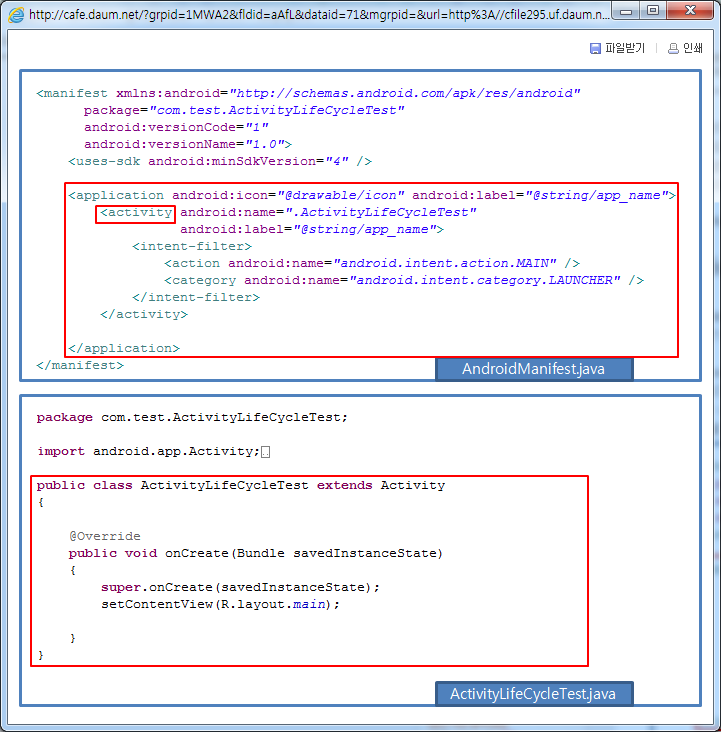 http://cafe.daum.net/?grpid=1MWA2&fldid=aAfL&dataid=71&mgrpid=&url=http%3A//cfile295.uf.daum.n...
파일받기 | 인쇄
<manifest xmlns:android="http://schemas.android.com/apk/res/android"
package="com.test.ActivityLifeCycleTest"
android:versionCode="1"
android:versionName="1.0">
<uses-sdk android:minSdkVersion="4" />
<application android:icon="@drawable/icon" android:label="@string/app_name">
<activity android:name=".ActivityLifeCycleTest"
android:label="@string/app_name">
<intent-filter>
<action android:name="android.intent.action.MAIN" />
<category android:name="android.intent.category.LAUNCHER" />
</intent-filter>
</activity>
</application>
</manifest>
AndroidManifest.java
package com.test.ActivityLifeCycleTest;
import android.app.Activity;
public class ActivityLifeCycleTest extends Activity
{
@Override
public void onCreate(Bundle savedInstanceState)
{
super.onCreate(savedInstanceState);
setContentView(R.layout.main);
}
}
ActivityLifeCycleTest.java